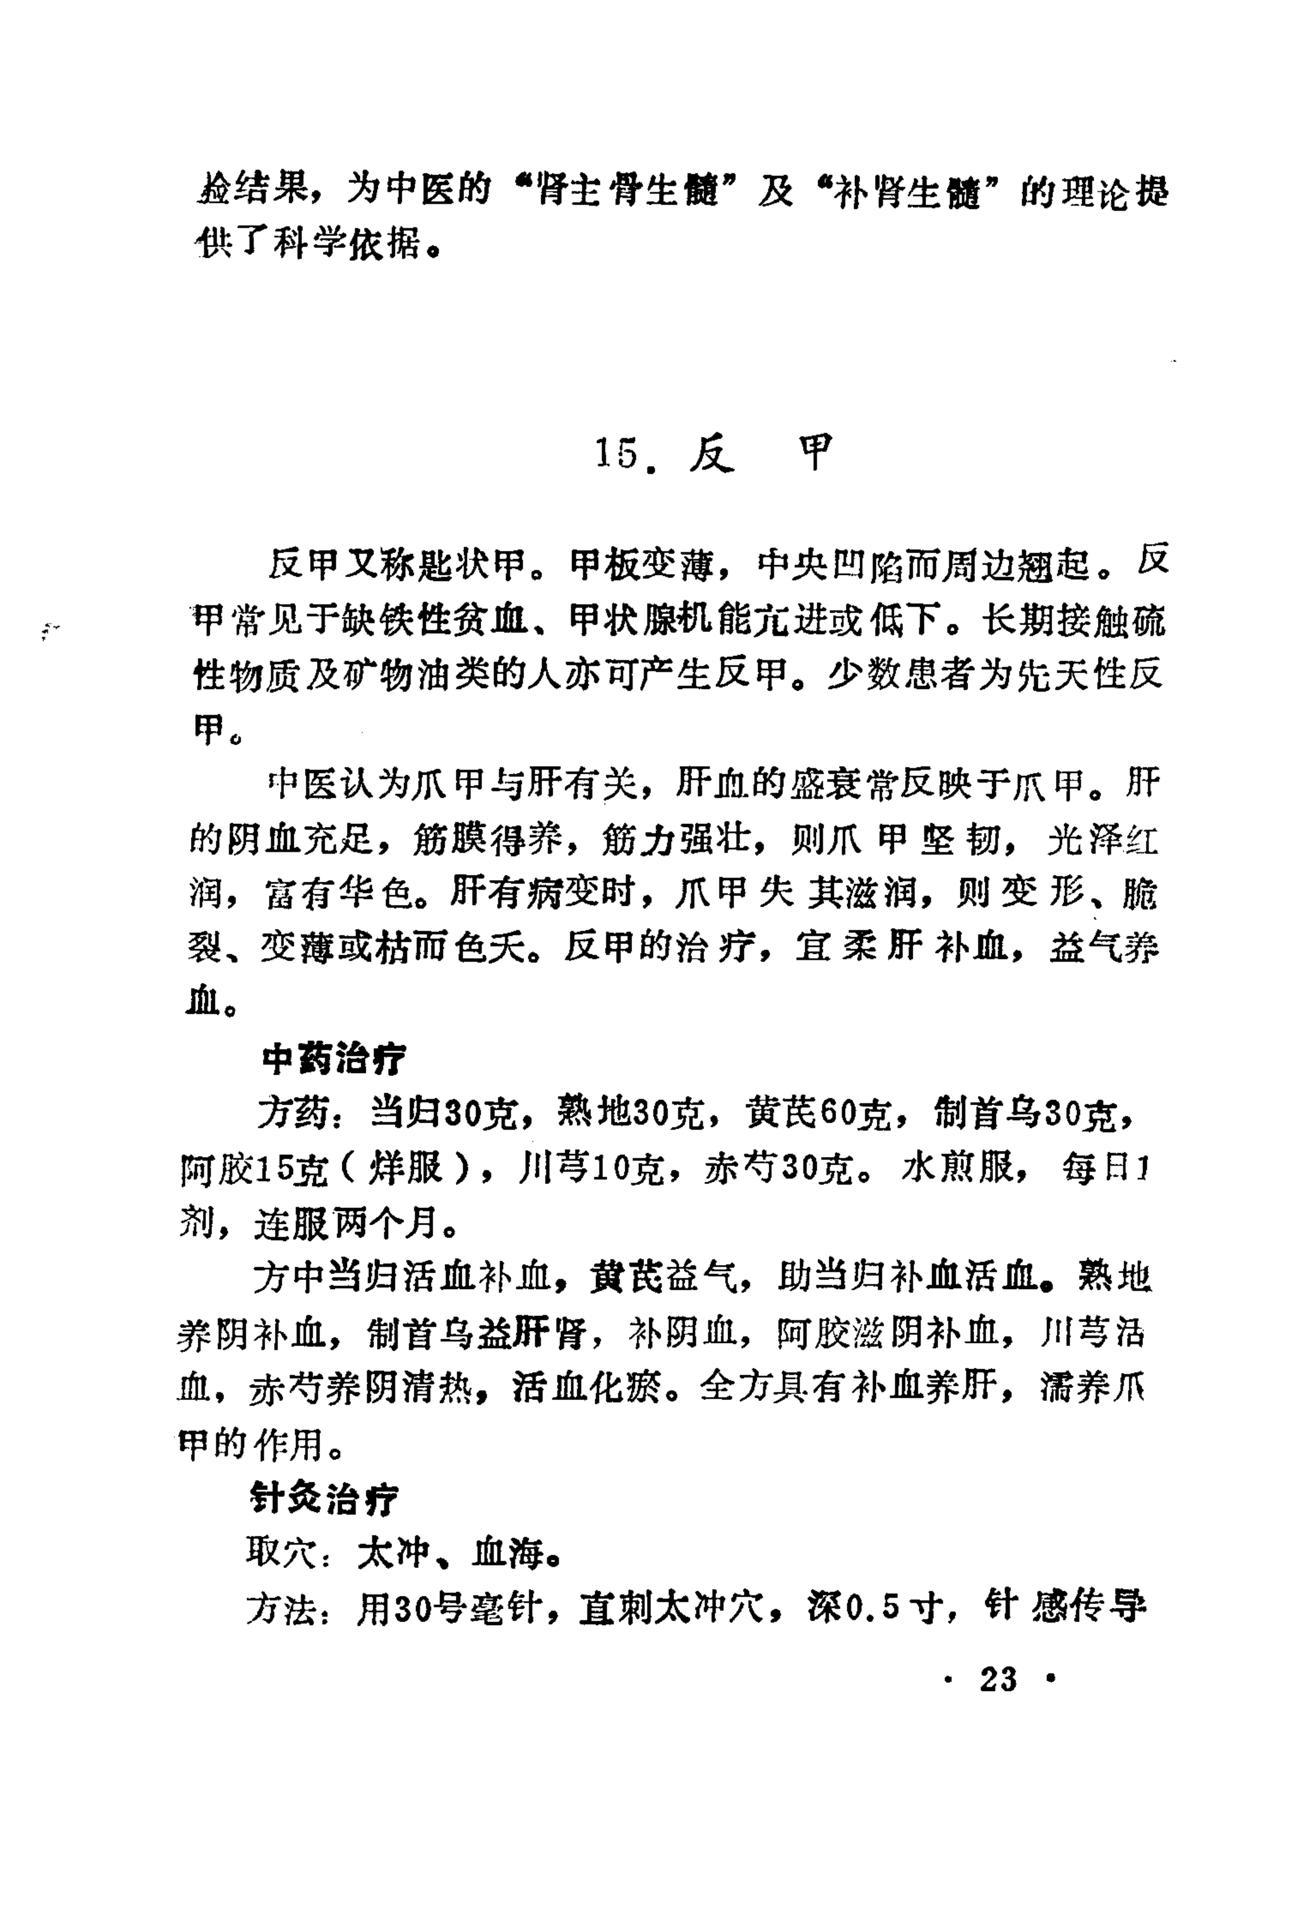 检结果，为中医的“肾主骨生髓”及“补肾生髓”的理论提
供了科学依据。
15．反　甲
反甲又称匙状甲。甲板变薄，中央凹陷而周边翘起。反
甲常见于缺铁性贫血、甲状腺机能亢进或低下。长期接触硫
性物质及矿物油类的人亦可产生反甲。少数患者为先天性反
甲。
中医认为爪甲与肝有关，肝血的盛衰常反映于爪甲。肝
的阴血充足，筋膜得养，筋力强壮，则爪甲坚韧，光泽红
润，富有华色。肝有病变时，爪甲失其滋润，则变形、脆
裂、变薄或枯而色夭。反甲的治疗，宜柔肝补血，益气养
血。
中药治疗
方药：当归30克，熟地30克，黄芪60克，制首乌30克，
阿胶15克（烊服），川芎10克，赤芍30克。水煎服，每日1
剂，连服两个月。
方中当归活血补血，黄芪益气，助当归补血活血。熟地
养阴补血，制首乌益肝肾，补阴血，阿胶滋阴补血，川芎活
血，赤芍养阴清热，活血化瘀。全方具有补血养肝，濡养爪
甲的作用。
针灸治疗
取穴：太冲、血海。
方法：用30号毫针，直刺太冲穴，深0.5寸，针感传导
· 23 ·